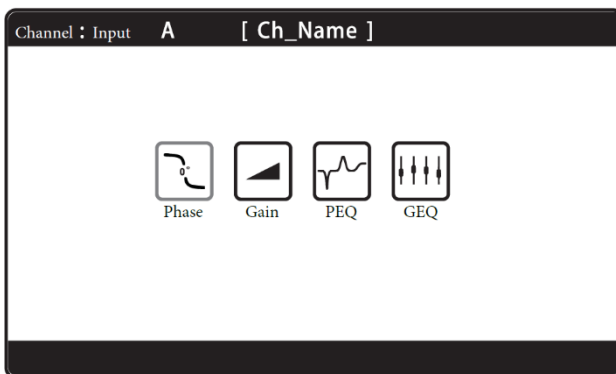 Channel : Input A [ Ch_Name ]
0°
Phase Gain PEQ GEQ